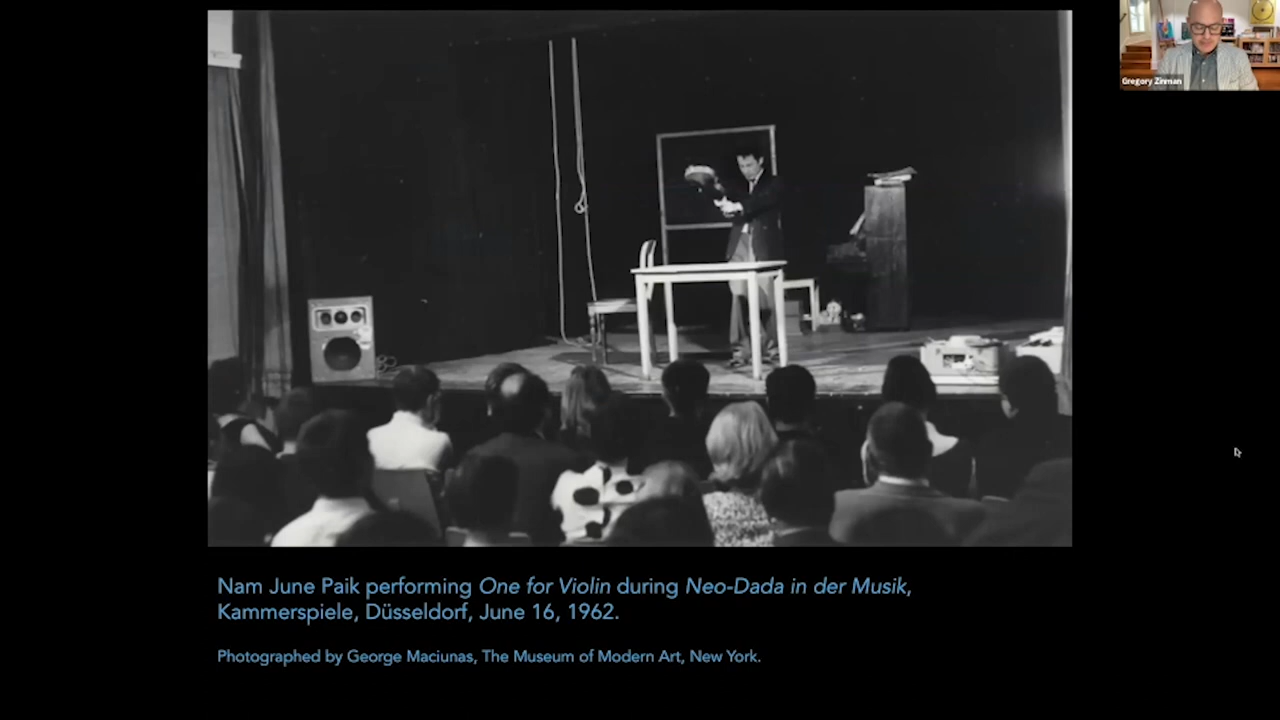 Gregory Zinman
Nam June Paik performing One for Violin during Neo-Dada in der Musik,
Kammerspiele, Düsseldorf, June 16, 1962.
Photographed by George Maciunas, The Museum of Modern Art, New York.